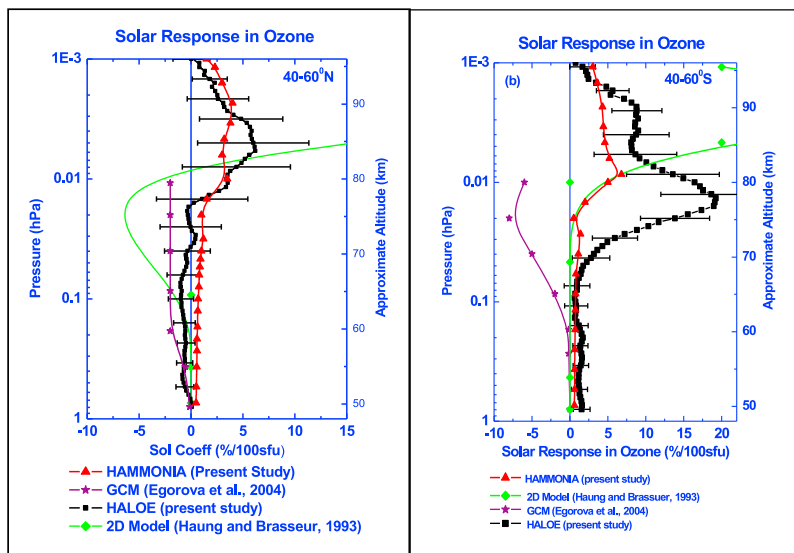 Solar Response in Ozone
40-60⁰N
1E-3
0.01
0.1
1
Pressure (hPa)
90
80
70
60
50
Approximate Altitude (km)
-10 -5 0 5 10 15
Sol Coeff (%/100sfu)
HAMMONIA (Present Study)
GCM (Egorova et al., 2004)
HALOE (present study)
2D Model (Haung and Brasseur, 1993)
Solar Response in Ozone
(b)
40-60⁰S
1E-3
0.01
0.1
1
Pressure (hPa)
90
80
70
60
50
Approximate Altitude (km)
-10 -5 0 5 10 15 20
Solar Response in Ozone (%/100sfu)
HAMMONIA (present study)
2D Model (Haung and Brassuer, 1993)
GCM (Egorova et al., 2004)
HALOE (present study)